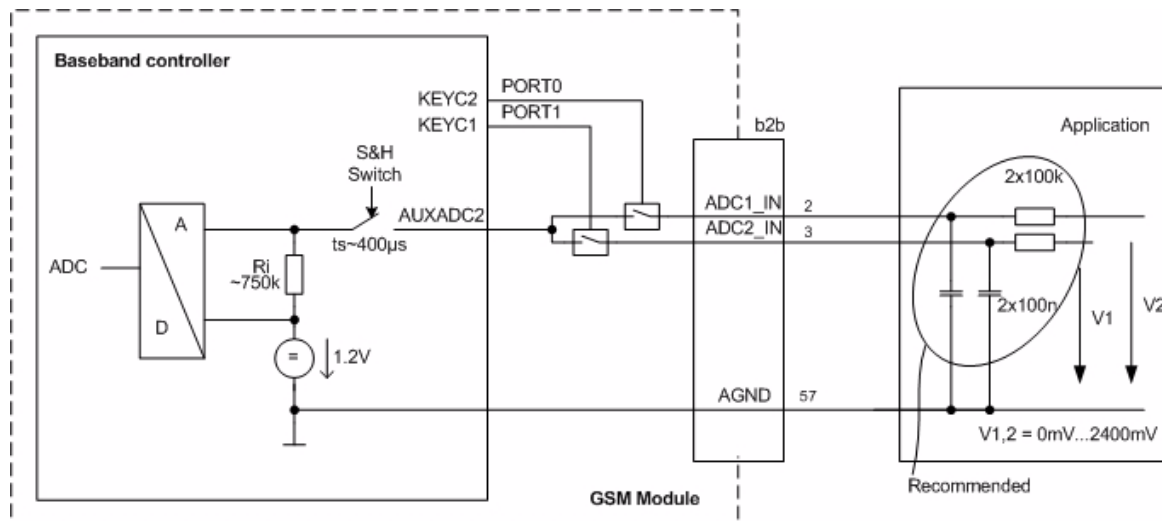 Baseband controller
KEYC2
PORT0
KEYC1
PORT1
b2b
Application
S&H
Switch
2x100k
AUXADC2
ADC1_IN
2
ADC2_IN
3
A
ts~400µs
ADC
Ri
~750k
D
2x100n
V1
V2
=
1.2V
AGND
57
V1,2 = 0mV...2400mV
GSM Module
Recommended